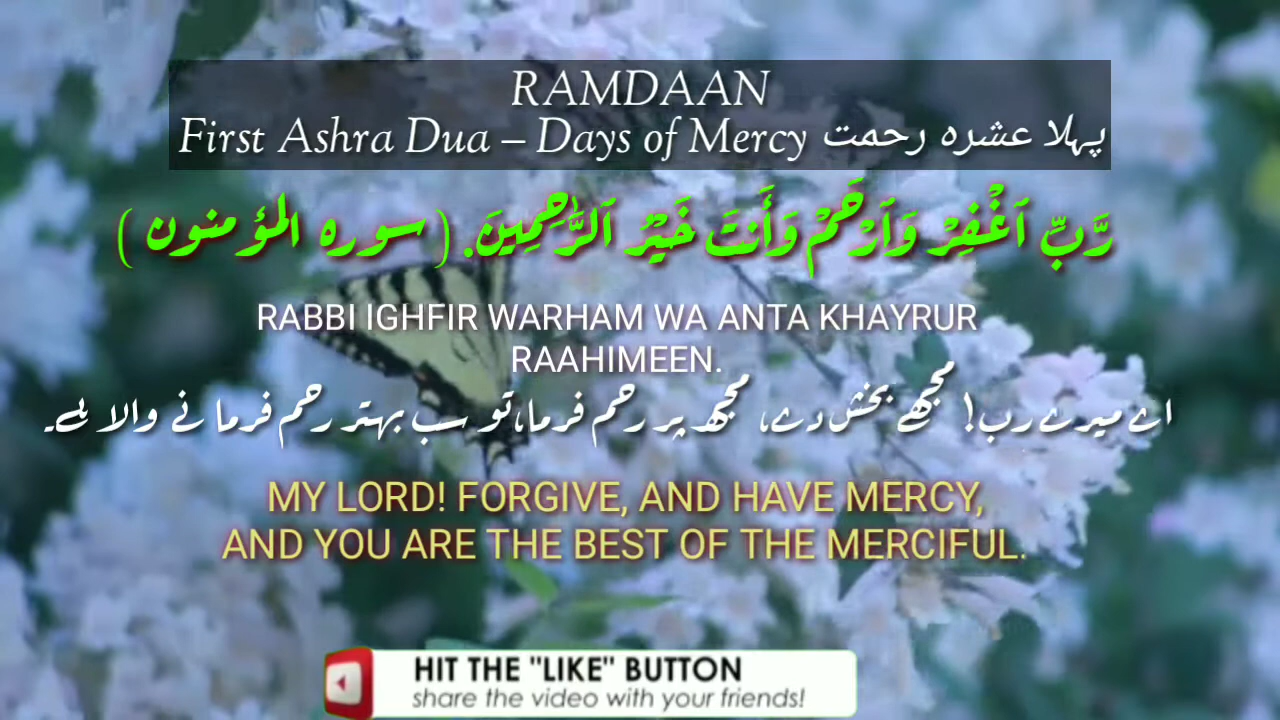 RAMDAAN
First Ashra Dua – Days of Mercy پہلا عشرہ رحمت
رَّبِّ ٱغْفِرْ وَٱرْحَمْ وَأَنتَ خَيْرُ ٱلرَّٰحِمِينَ. ( سورہ المؤمنون )
RABBI IGHFIR WARHAM WA ANTA KHAYRUR
RAAHIMEEN.
اے میرے رب! مجھے بخش دے، مجھ پر رحم فرما، تو سب بہتر رحم فرمانے والا ہے۔
MY LORD! FORGIVE, AND HAVE MERCY,
AND YOU ARE THE BEST OF THE MERCIFUL.
HIT THE "LIKE" BUTTON
share the video with your friends!